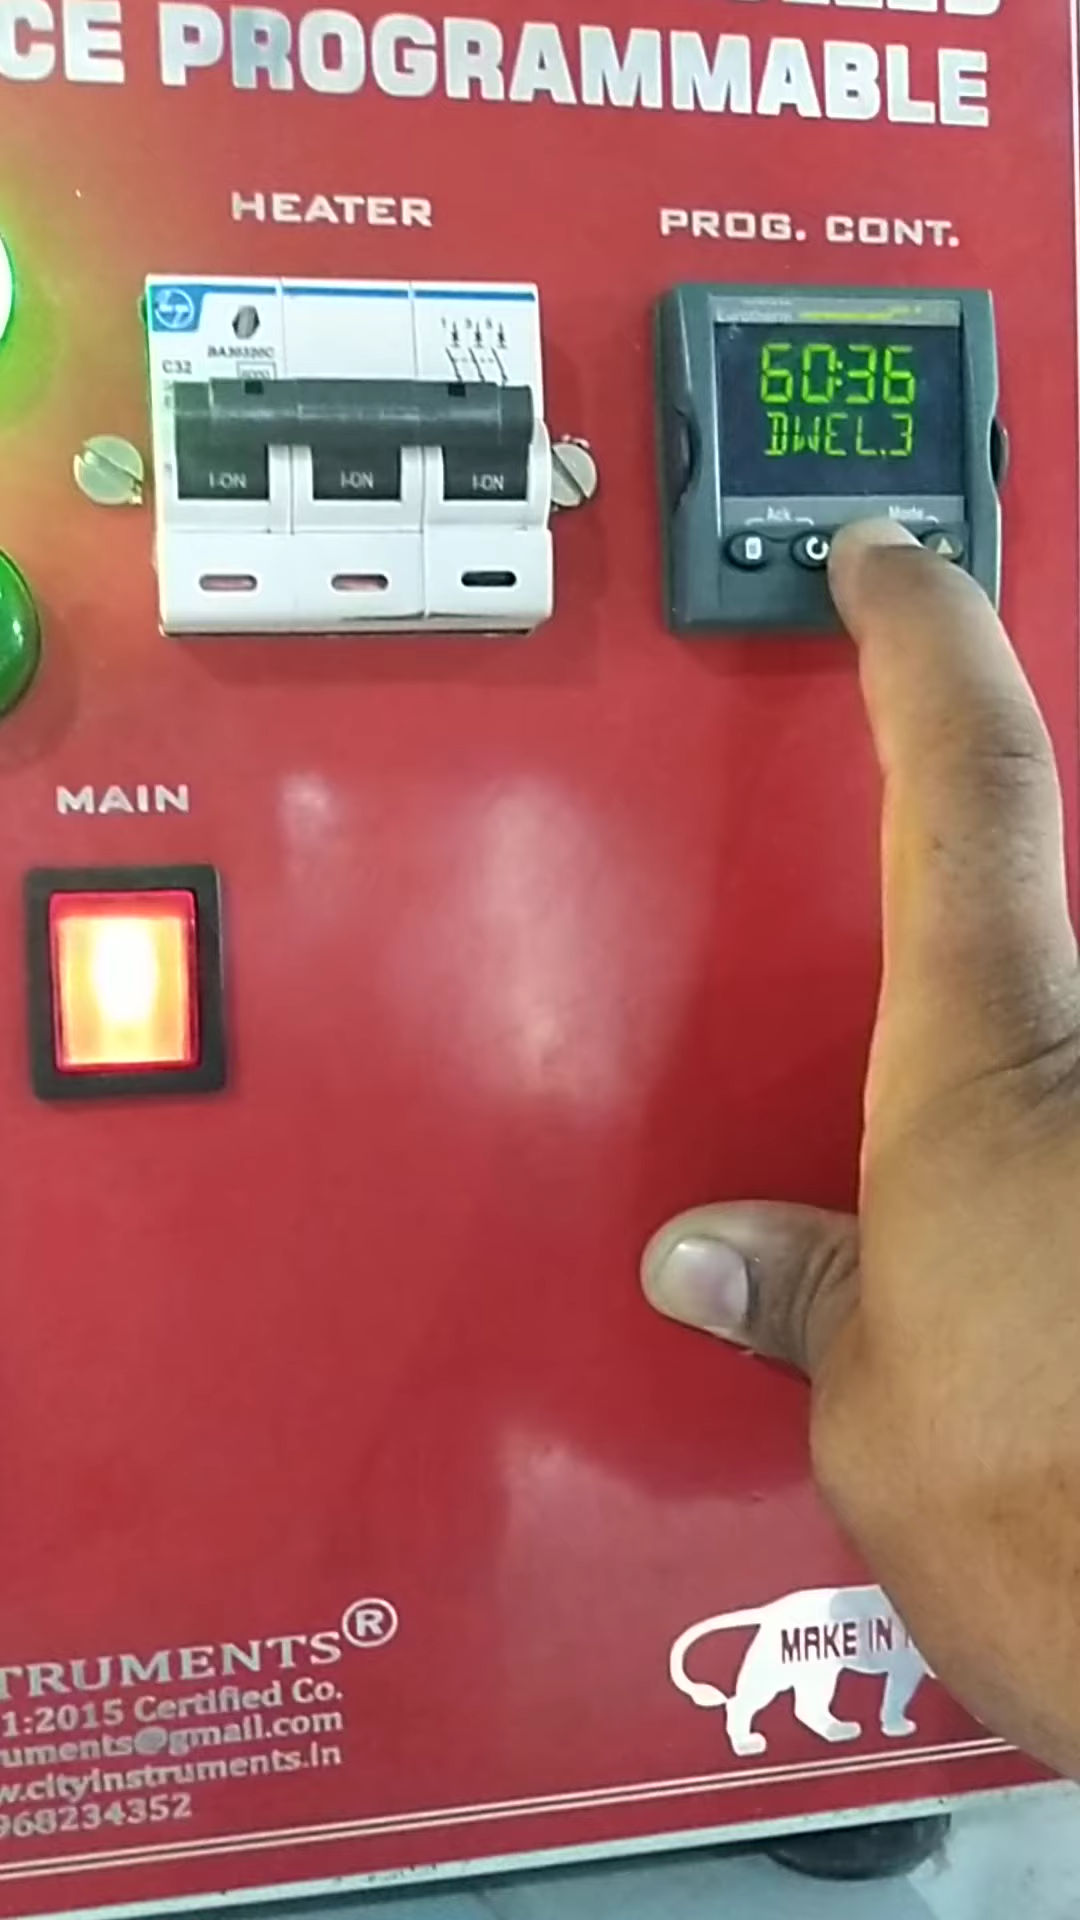 CE PROGRAMMABLE
HEATER
PROG. CONT.
C32
60:36
DWEL.3
Ack
Mode
I-ON
I-ON
I-ON
MAIN
TRUMENTS®
1:2015 Certified Co.
uments@gmail.com
w.cityinstruments.in
968234352
MAKE IN